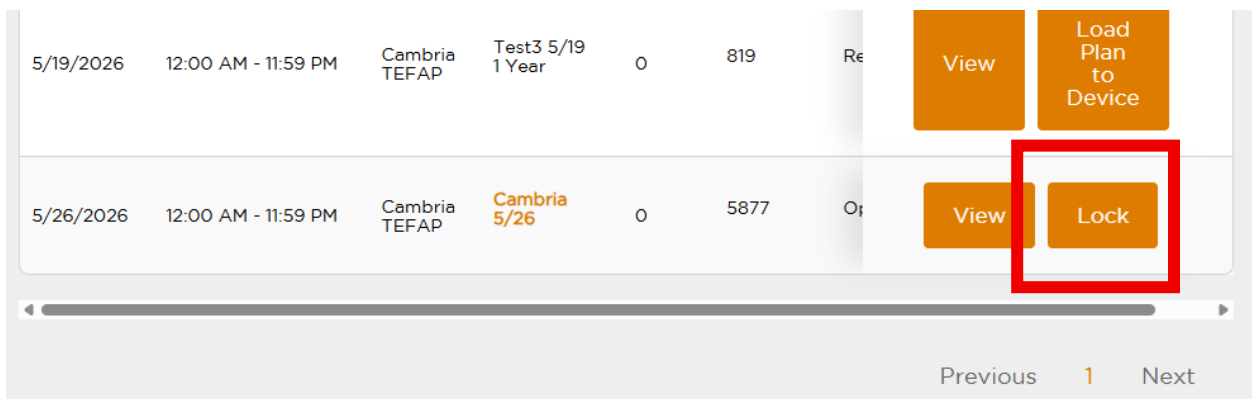 5/19/2026 12:00 AM - 11:59 PM Cambria TEFAP Test3 5/19 1 Year 0 819 Re View Load Plan to Device
5/26/2026 12:00 AM - 11:59 PM Cambria TEFAP Cambria 5/26 0 5877 Op View Lock
Previous 1 Next